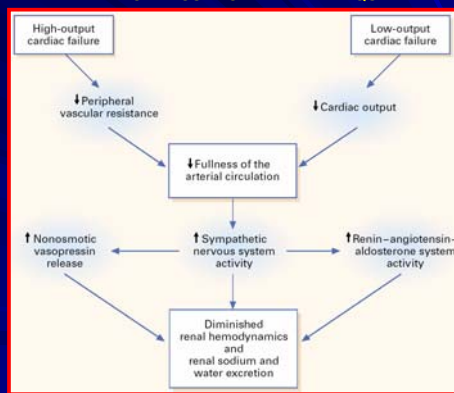 High-output
cardiac failure
Low-output
cardiac failure
↓Peripheral
vascular resistance
↓Cardiac output
↓Fullness of the
arterial circulation
↑Nonosmotic
vasopressin
release
↑Sympathetic
nervous system
activity
↑Renin–angiotensin–
aldosterone system
activity
Diminished
renal hemodynamics
and
renal sodium and
water excretion